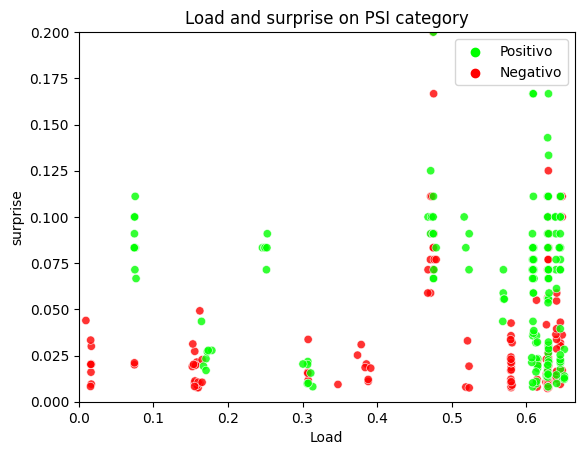 Load and surprise on PSI category
0.200
0.175
0.150
0.125
0.100
0.075
0.050
0.025
0.000
surprise
Positivo
Negativo
0.0 0.1 0.2 0.3 0.4 0.5 0.6
Load